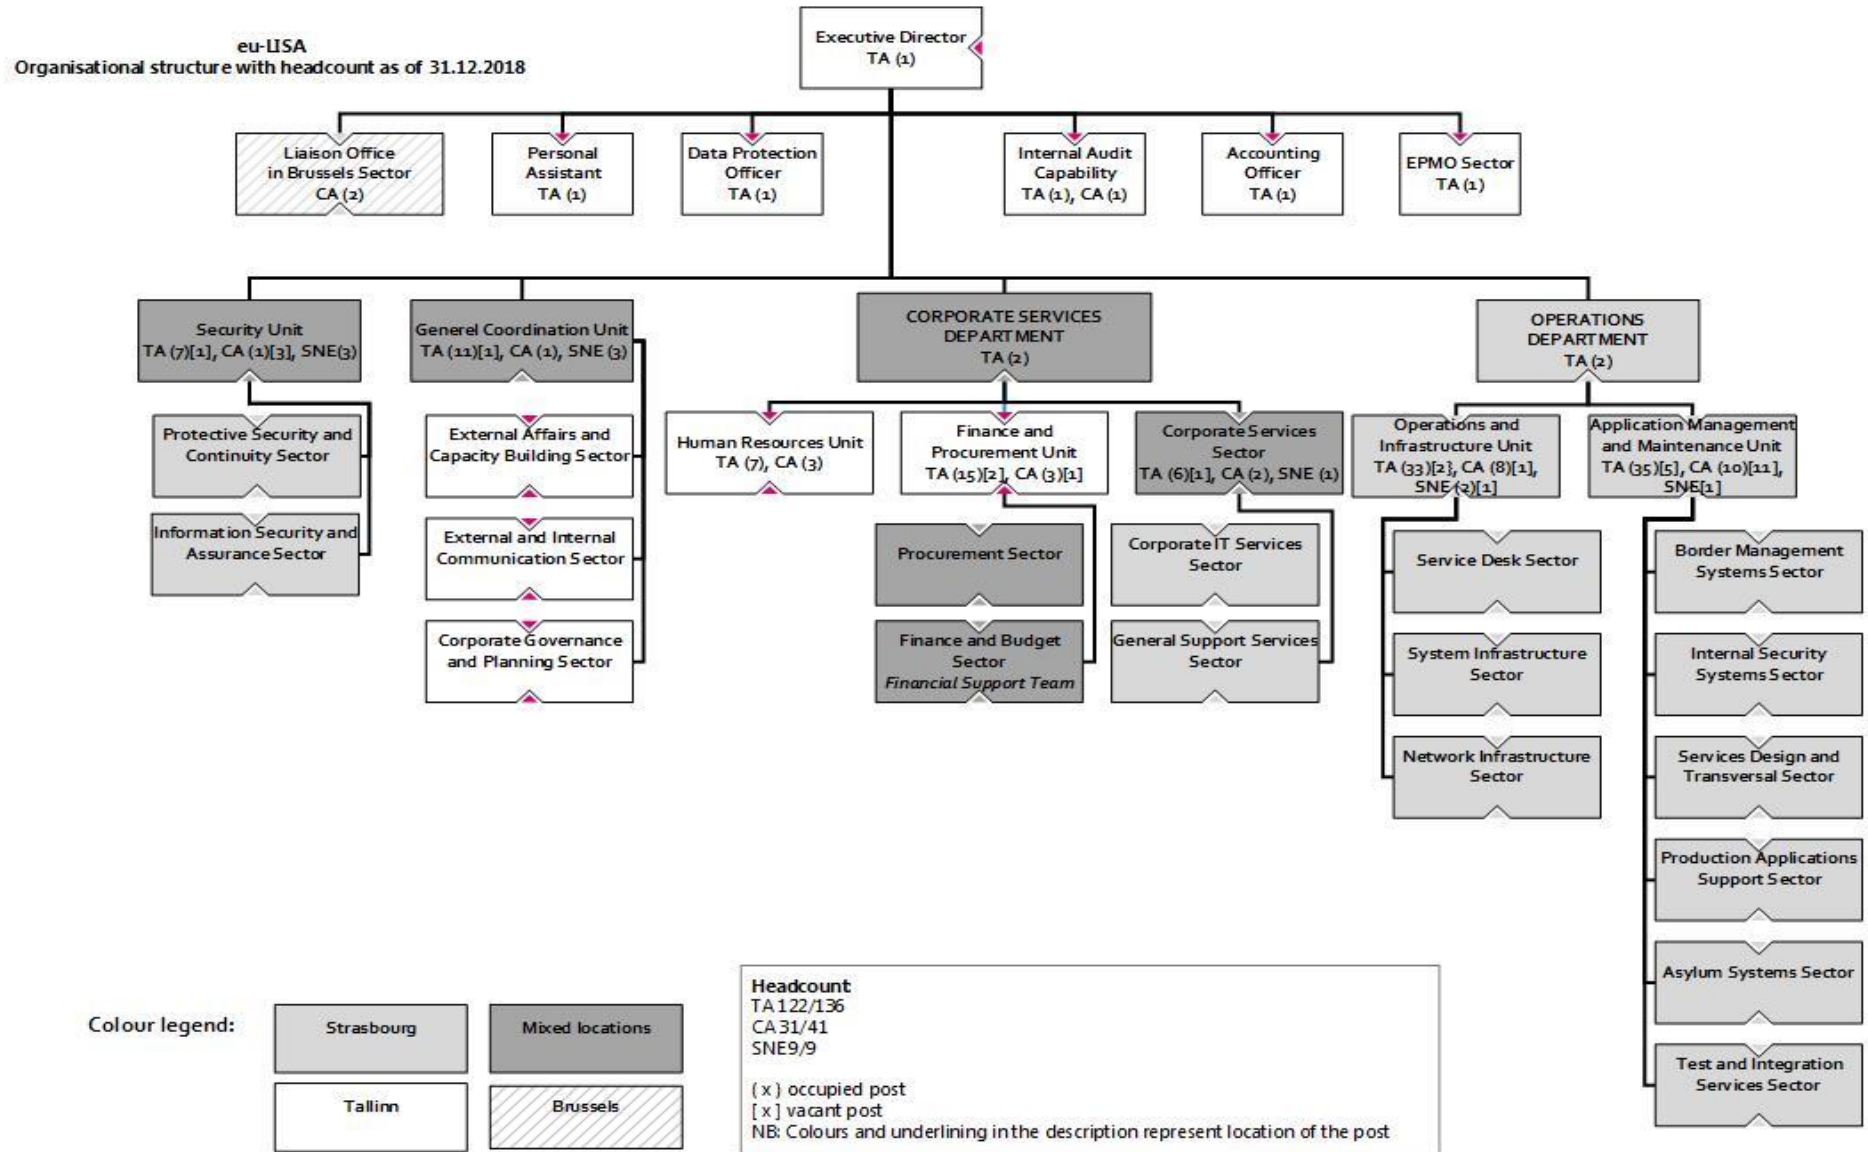 eu-LISA
Organisational structure with headcount as of 31.12.2018
Executive Director
TA (1)
Liaison Office
in Brussels Sector
CA (2)
Personal
Assistant
TA (1)
Data Protection
Officer
TA (1)
Internal Audit
Capability
TA (1), CA (1)
Accounting
Officer
TA (1)
EPMO Sector
TA (1)
Security Unit
TA (7)[1], CA (1)[3], SNE(3)
Generel Coordination Unit
TA (11)[1], CA (1), SNE (3)
CORPORATE SERVICES
DEPARTMENT
TA (2)
OPERATIONS
DEPARTMENT
TA (2)
Protective Security and
Continuity Sector
Information Security and
Assurance Sector
External Affairs and
Capacity Building Sector
External and Internal
Communication Sector
Corporate Governance
and Planning Sector
Human Resources Unit
TA (7), CA (3)
Finance and
Procurement Unit
TA (15)[2], CA (3)[1]
Procurement Sector
Finance and Budget
Sector
Financial Support Team
Corporate Services
Sector
TA (6)[1], CA (2), SNE (1)
Corporate IT Services
Sector
General Support Services
Sector
Operations and
Infrastructure Unit
TA (33)[2}, CA (8)[1],
SNE (2)[1]
Service Desk Sector
System Infrastructure
Sector
Network Infrastructure
Sector
Application Management
and Maintenance Unit
TA (35)[5], CA (10)[11],
SNE[1]
Border Management
Systems Sector
Internal Security
Systems Sector
Services Design and
Transversal Sector
Production Applications
Support Sector
Asylum Systems Sector
Test and Integration
Services Sector
Colour legend:
Strasbourg
Mixed locations
Tallinn
Brussels
Headcount
TA 122/136
CA 31/41
SNE 9/9
( x ) occupied post
[ x ] vacant post
NB: Colours and underlining in the description represent location of the post